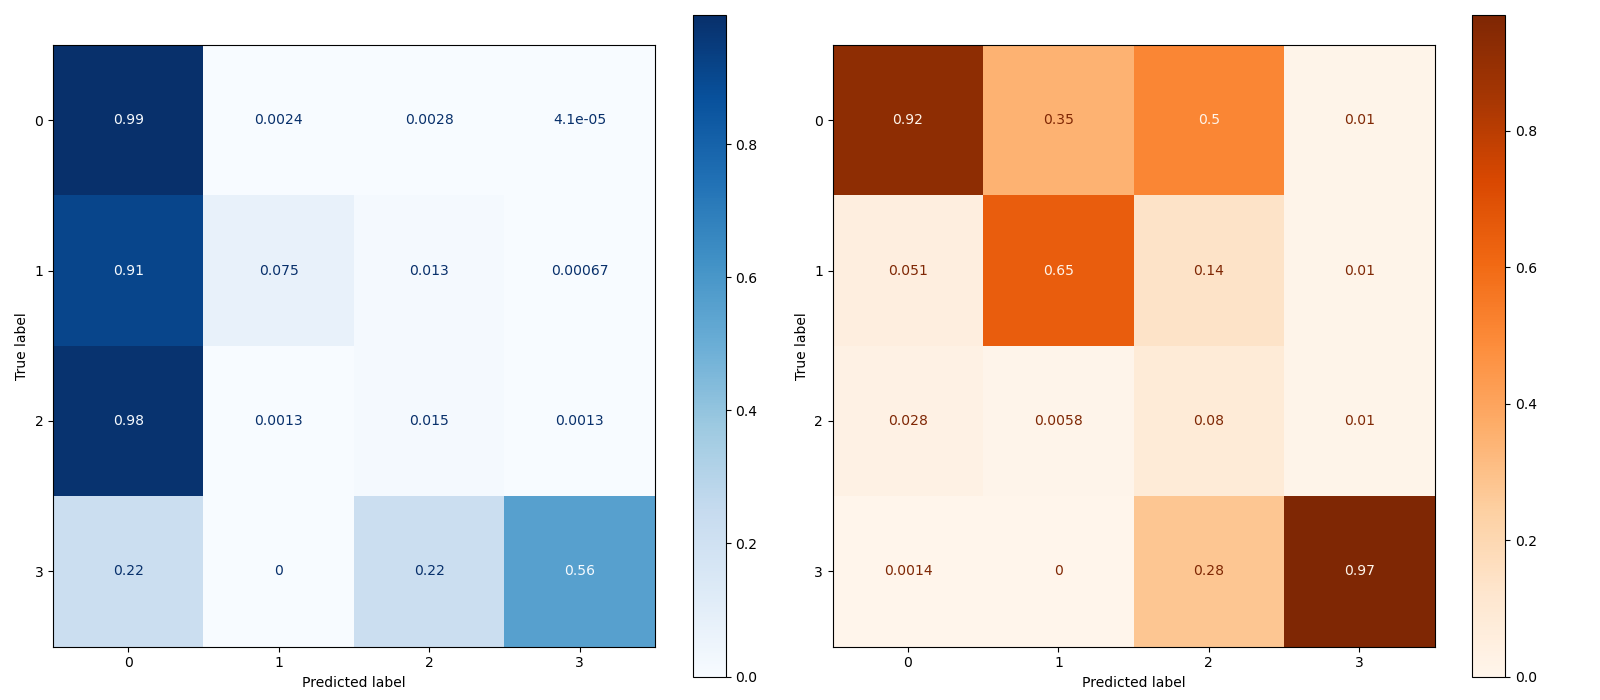 0 0.99 0.0024 0.0028 4.1e-05
1 0.91 0.075 0.013 0.00067
2 0.98 0.0013 0.015 0.0013
3 0.22 0 0.22 0.56
0 1 2 3
Predicted label
True label
0.8
0.6
0.4
0.2
0.0
0 0.92 0.35 0.5 0.01
1 0.051 0.65 0.14 0.01
2 0.028 0.0058 0.08 0.01
3 0.0014 0 0.28 0.97
0 1 2 3
Predicted label
True label
0.8
0.6
0.4
0.2
0.0